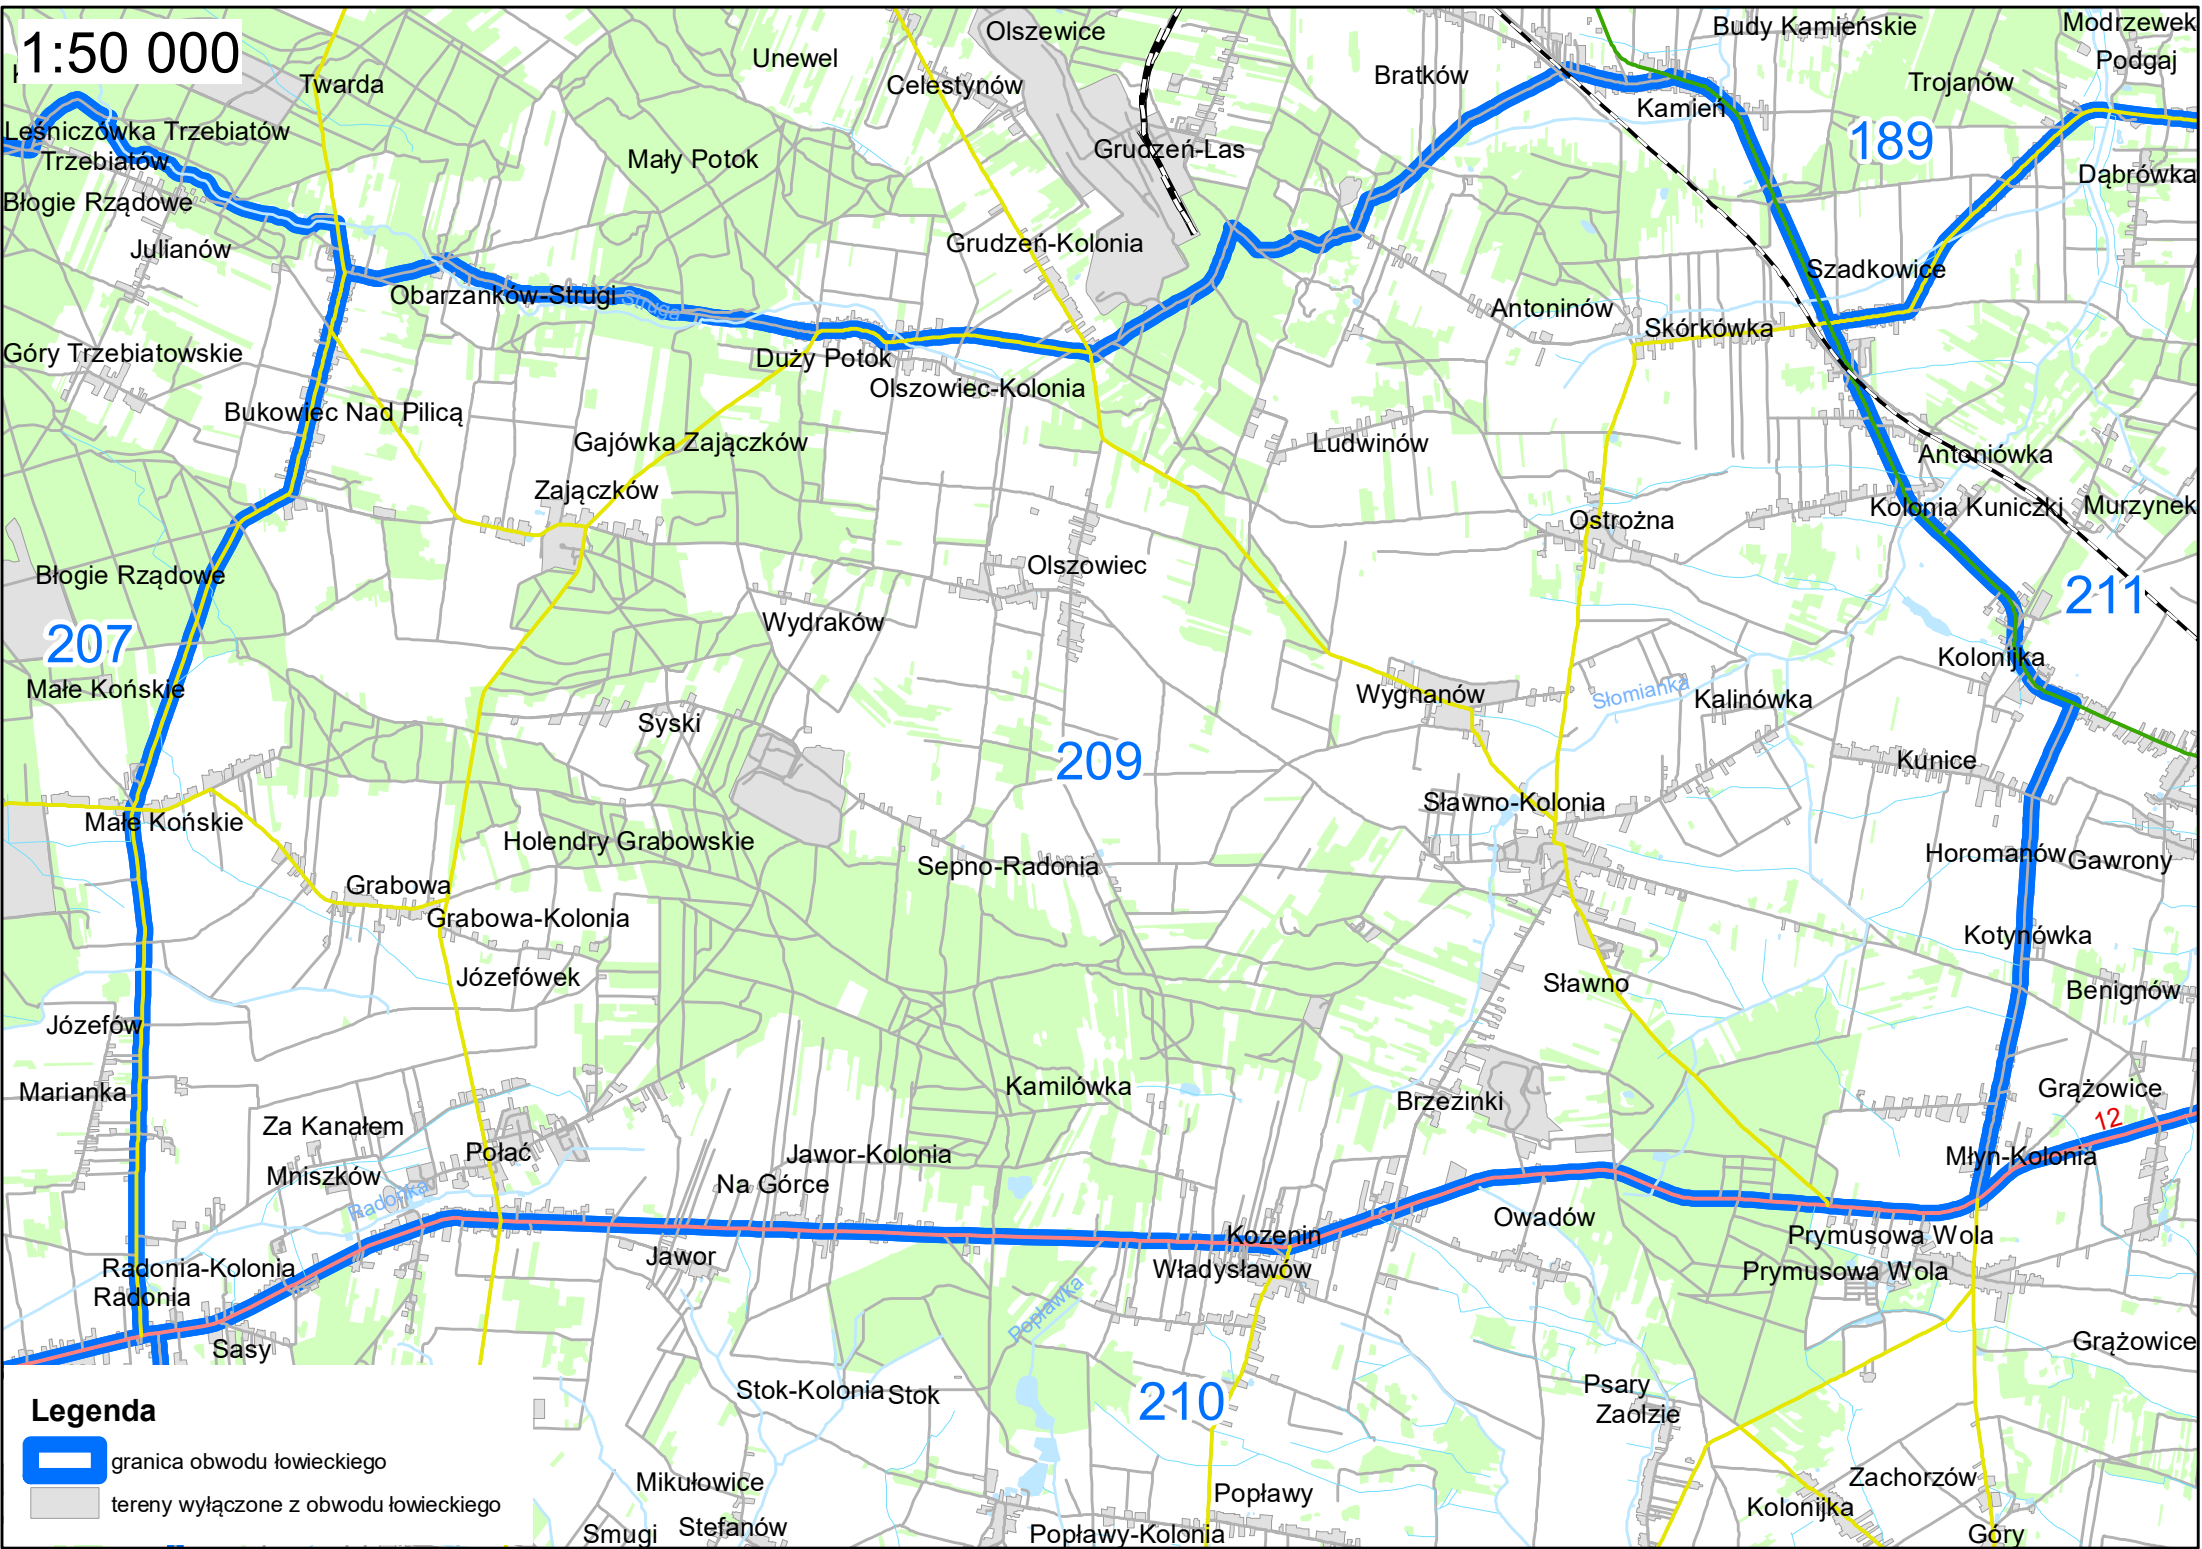 1:50 000
Olszewice
Budy Kamieńskie
Modrzewek
Unewel
Podgaj
Twarda
Celestynów
Bratków
Trojanów
Kamień
Leśniczówka Trzebiatów
189
Trzebiatów
Mały Potok
Grudzeń-Las
Dąbrówka
Błogie Rządowe
Julianów
Grudzeń-Kolonia
Szadkowice
Obarzanków-Strugi
Struga
Antoninów
Skórkówka
Góry Trzebiatowskie
Duży Potok
Olszowiec-Kolonia
Bukowiec Nad Pilicą
Gajówka Zajączków
Ludwinów
Antoniówka
Zajączków
Kolonia Kuniczki
Murzynek
Ostrożna
Olszowiec
Błogie Rządowe
211
Wydraków
207
Kolonijka
Małe Końskie
Wygnanów
Słomianka
Kalinówka
Syski
209
Kunice
Sławno-Kolonia
Małe Końskie
Holendry Grabowskie
Sepno-Radonia
Horomanów
Gawrony
Grabowa
Grabowa-Kolonia
Kotynówka
Józefówek
Sławno
Benignów
Józefów
Marianka
Kamilówka
Brzezinki
Grążowice
12
Za Kanałem
Połać
Jawor-Kolonia
Młyn-Kolonia
Mniszków
Na Górce
Radonka
Owadów
Kozenin
Prymusowa Wola
Jawor
Władysławów
Radonia-Kolonia
Prymusowa Wola
Radonia
Popławka
Sasy
Grążowice
Stok-Kolonia
Stok
Psary
210
Zaolzie
Legenda
granica obwodu łowieckiego
Mikułowice
Zachorzów
tereny wyłączone z obwodu łowieckiego
Popławy
Kolonijka
Smugi
Stefanów
Popławy-Kolonia
Góry